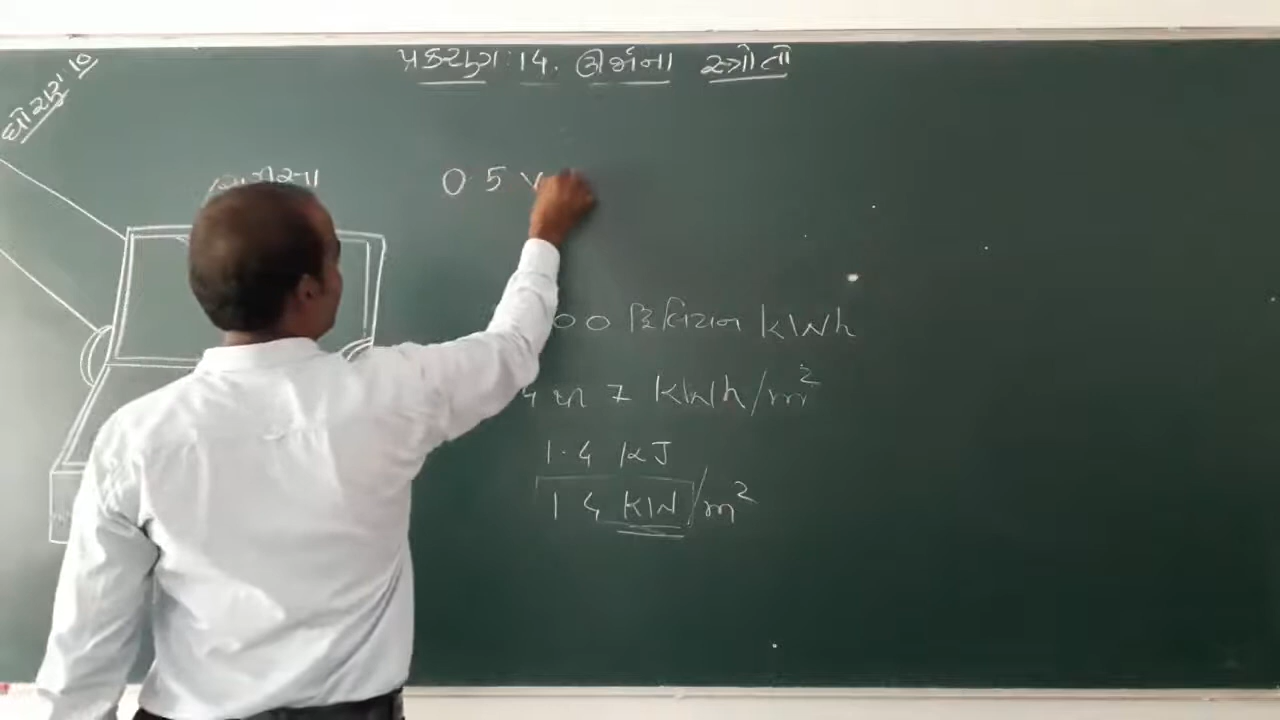 પ્રકરણ : 14. ઊર્જાના સ્ત્રોતો
ધોરણ : 10
0.5 V
00 ટ્રિલિયન kWh
4 થી 7 kWh/m²
1.4 kJ
1.4 kW/m²